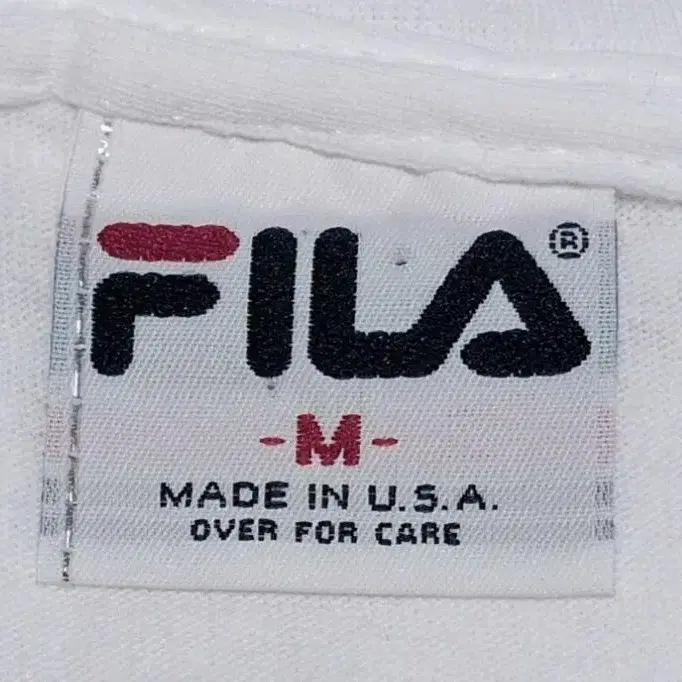 FILA®
-M-
MADE IN U.S.A.
OVER FOR CARE